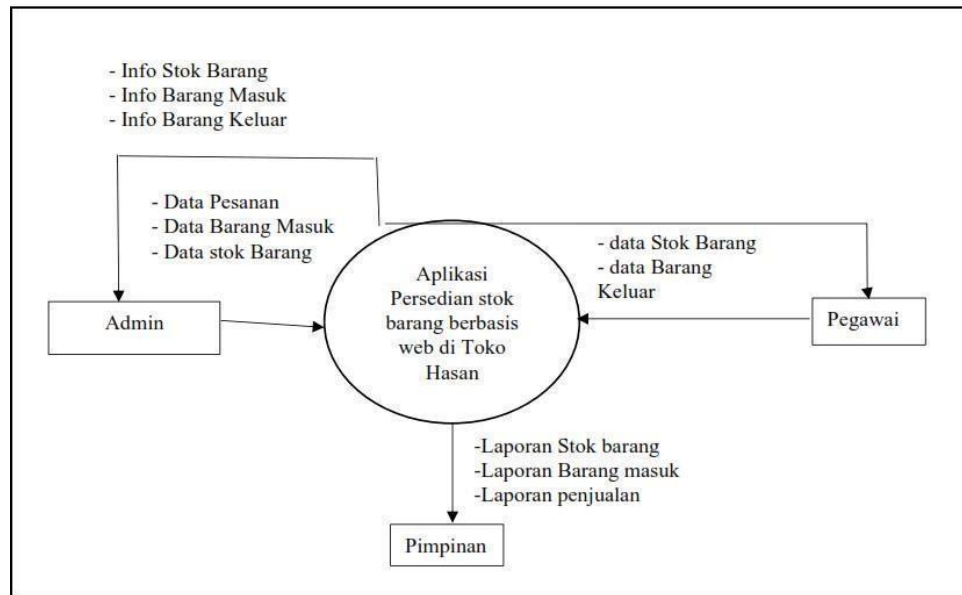 - Info Stok Barang
- Info Barang Masuk
- Info Barang Keluar
- Data Pesanan
- Data Barang Masuk
- Data stok Barang
- data Stok Barang
- data Barang
Keluar
Aplikasi
Persedian stok
barang berbasis
web di Toko
Hasan
Admin
Pegawai
-Laporan Stok barang
-Laporan Barang masuk
-Laporan penjualan
Pimpinan